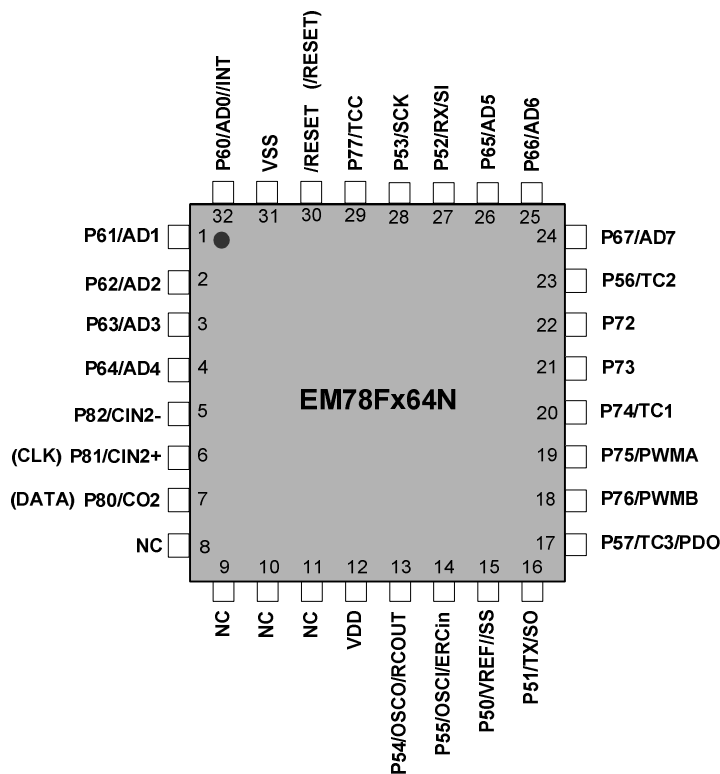 P60/AD0//INT
VSS
/RESET (/RESET)
P77/TCC
P53/SCK
P52/RX/SI
P65/AD5
P66/AD6
32
31
30
29
28
27
26
25
P61/AD1
1
P62/AD2
2
P63/AD3
3
P64/AD4
4
P82/CIN2-
5
(CLK) P81/CIN2+
6
(DATA) P80/CO2
7
NC
8
EM78Fx64N
24
P67/AD7
23
P56/TC2
22
P72
21
P73
20
P74/TC1
19
P75/PWMA
18
P76/PWMB
17
P57/TC3/PDO
9
10
11
12
13
14
15
16
NC
NC
NC
VDD
P54/OSCO/RCOUT
P55/OSCI/ERCin
P50/VREF//SS
P51/TX/SO